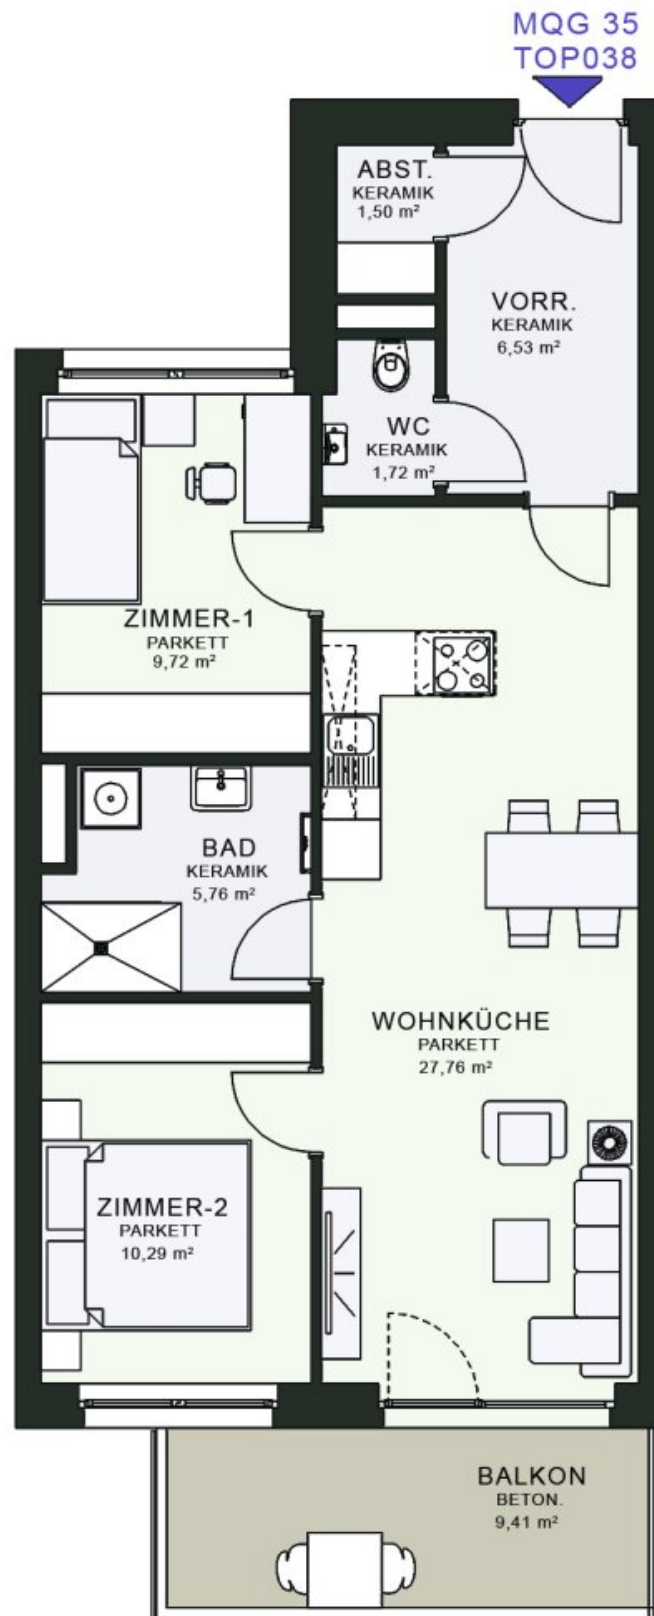 MQG 35
TOP038
ABST.
KERAMIK
1,50 m²
VORR.
KERAMIK
6,53 m²
WC
KERAMIK
1,72 m²
ZIMMER-1
PARKETT
9,72 m²
BAD
KERAMIK
5,76 m²
WOHNKÜCHE
PARKETT
27,76 m²
ZIMMER-2
PARKETT
10,29 m²
BALKON
BETON.
9,41 m²